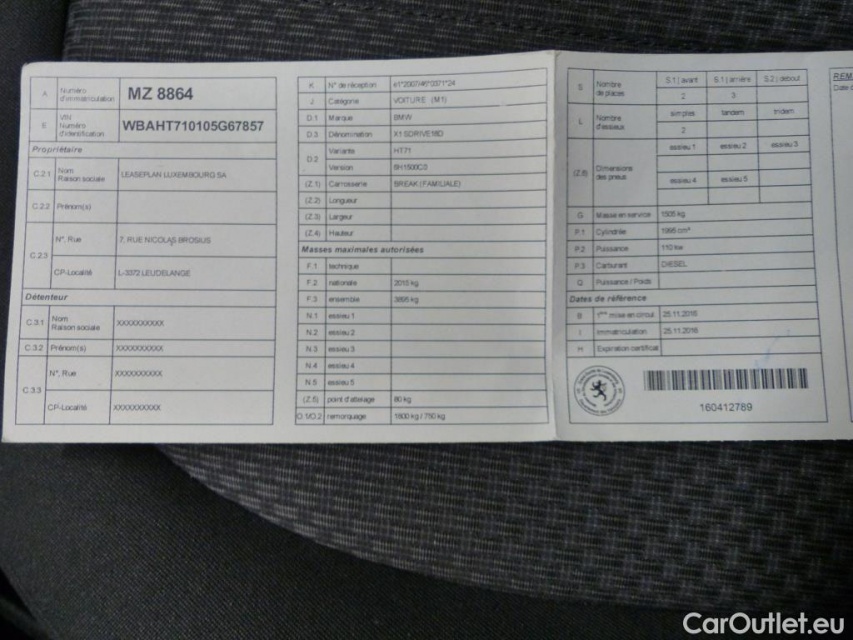 A Numéro d'immatriculation MZ 8864
E VIN Numéro d'identification WBAHT710105G67857
Propriétaire
C.2.1 Nom Raison sociale LEASEPLAN LUXEMBOURG SA
C.2.2 Prénom(s)
C.2.3 N°, Rue 7, RUE NICOLAS BROSIUS
CP-Localité L-3372 LEUDELANGE
Détenteur
C.3.1 Nom Raison sociale XXXXXXXXXX
C.3.2 Prénom(s) XXXXXXXXXX
C.3.3 N°, Rue XXXXXXXXXX
CP-Localité XXXXXXXXXX
K N° de réception e1*2007/46*0371*24
J Catégorie VOITURE (M1)
D.1 Marque BMW
D.3 Dénomination X1 SDRIVE18D
D.2 Variante HT71
Version 6H1500C0
(Z.1) Carrosserie BREAK (FAMILIALE)
(Z.2) Longueur
(Z.3) Largeur
(Z.4) Hauteur
Masses maximales autorisées
F.1 technique
F.2 nationale 2015 kg
F.3 ensemble 3895 kg
N.1 essieu 1
N.2 essieu 2
N.3 essieu 3
N.4 essieu 4
N.5 essieu 5
(Z.5) point d'attelage 80 kg
O.1/O.2 remorquage 1800 kg / 750 kg
S Nombre de places S.1 | avant S.1 | arrière S.2 | debout
2 3
L Nombre d'essieux simples tandem tridem
2
(Z.6) Dimensions des pneus essieu 1 essieu 2 essieu 3
essieu 4 essieu 5
G Masse en service 1505 kg
P.1 Cylindrée 1995 cm³
P.2 Puissance 110 kw
P.3 Carburant DIESEL
Q Puissance / Poids
Dates de référence
B 1ère mise en circul. 25.11.2016
I Immatriculation 25.11.2016
H Expiration certificat
160412789
REM
Date
CarOutlet.eu